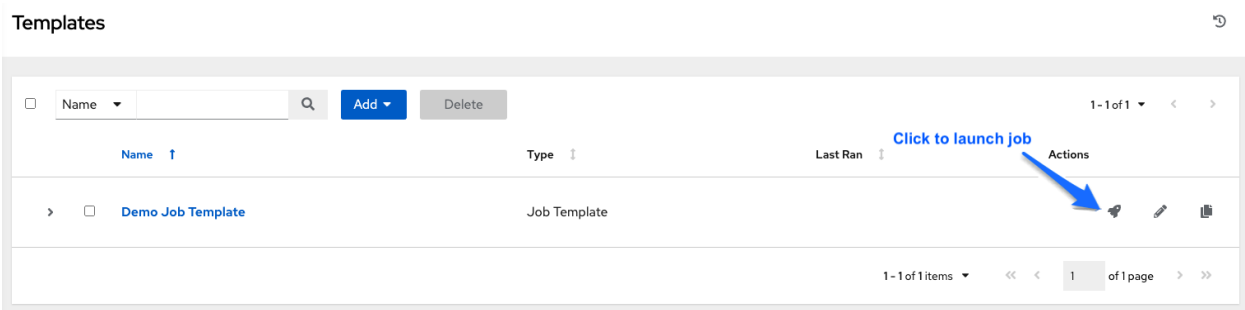 Templates
Name Add Delete 1 - 1 of 1
Click to launch job
Name Type Last Ran Actions
Demo Job Template Job Template
1 - 1 of 1 items 1 of 1 page